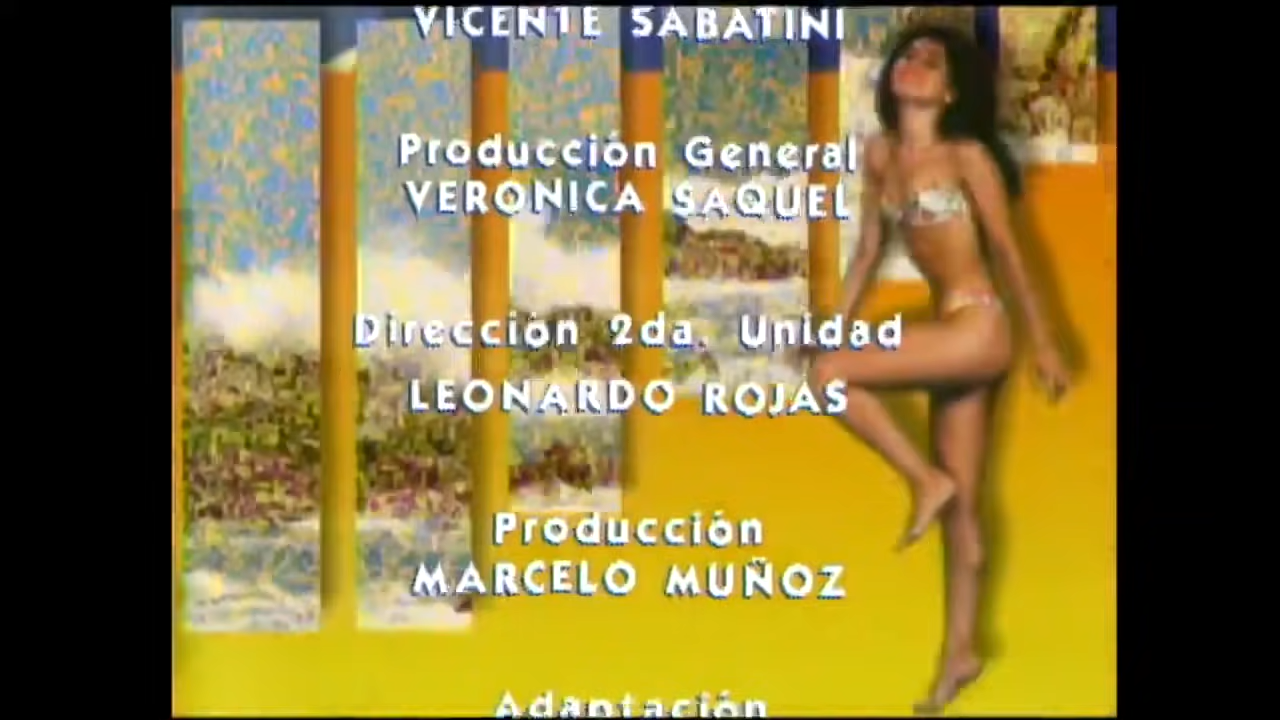 VICENTE SABATINI
Producción General
VERONICA SAQUEL
Dirección 2da. Unidad
LEONARDO ROJAS
Producción
MARCELO MUÑOZ
Adaptación